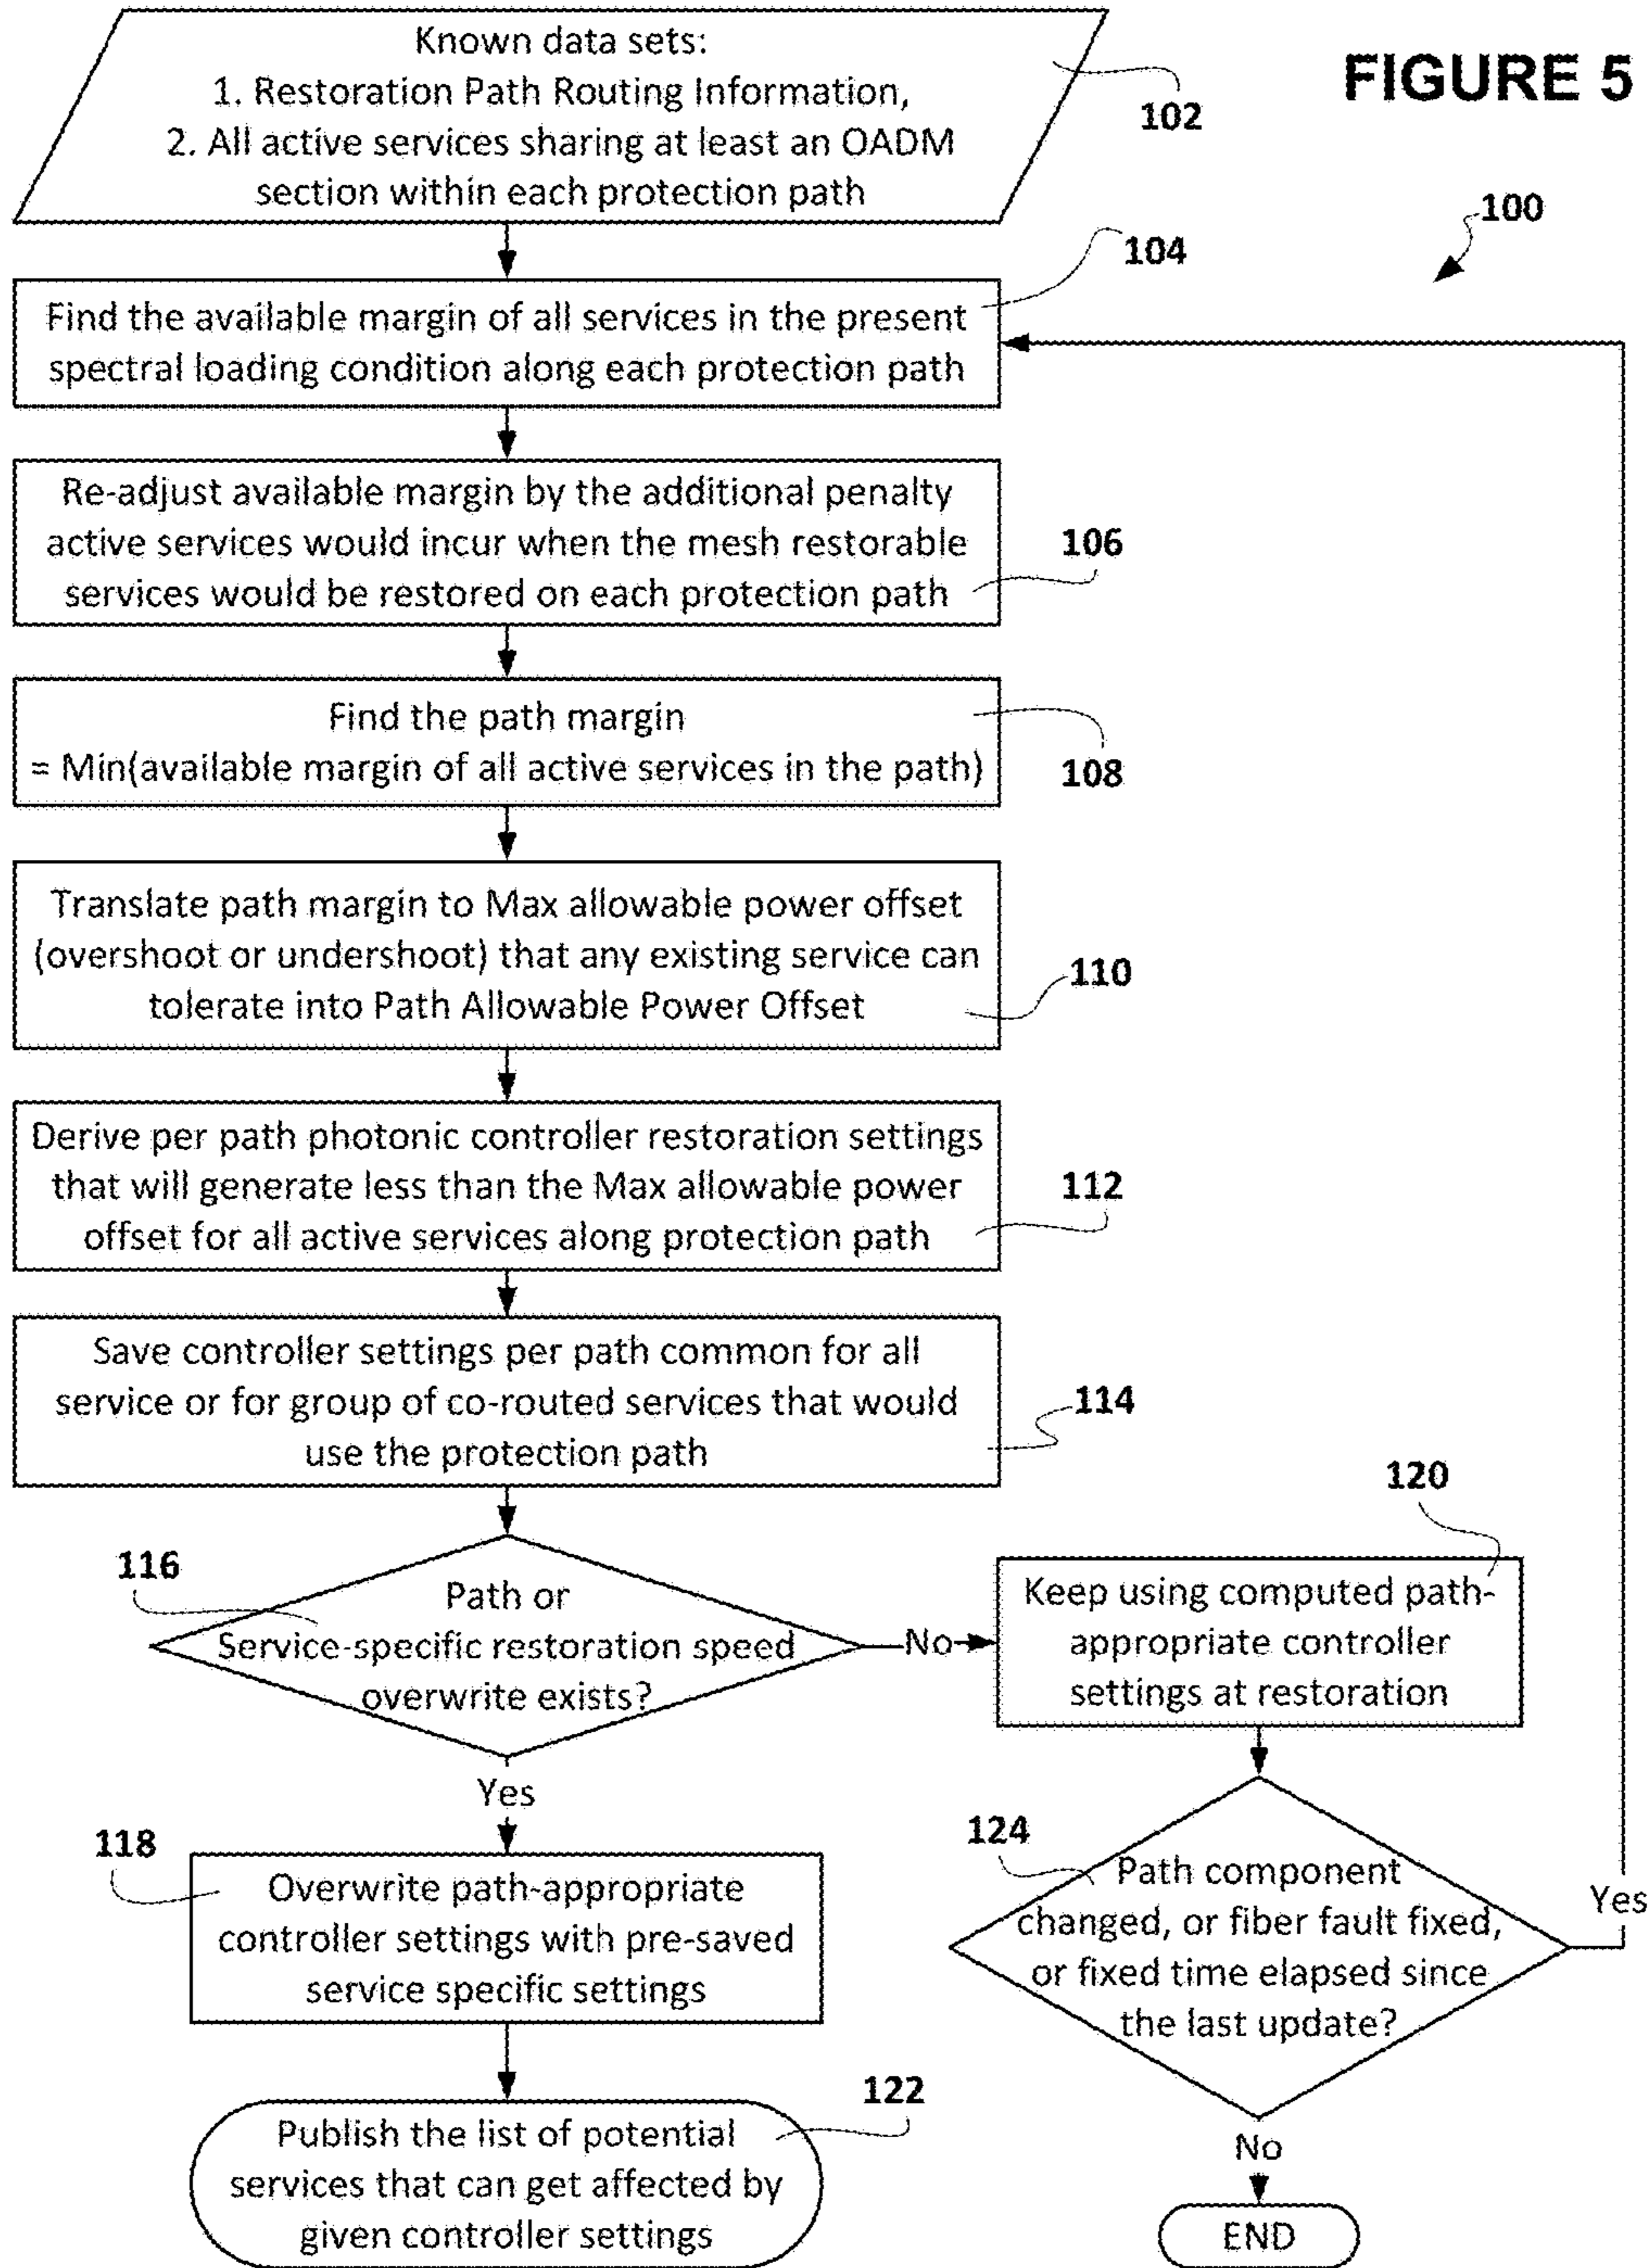 FIGURE 5
Known data sets:
1. Restoration Path Routing Information,
2. All active services sharing at least an OADM
section within each protection path
102
100
104
Find the available margin of all services in the present
spectral loading condition along each protection path
Re-adjust available margin by the additional penalty
active services would incur when the mesh restorable
services would be restored on each protection path
106
Find the path margin
= Min(available margin of all active services in the path)
108
Translate path margin to Max allowable power offset
(overshoot or undershoot) that any existing service can
tolerate into Path Allowable Power Offset
110
Derive per path photonic controller restoration settings
that will generate less than the Max allowable power
offset for all active services along protection path
112
Save controller settings per path common for all
service or for group of co-routed services that would
use the protection path
114
116
Path or
Service-specific restoration speed
overwrite exists?
No
Yes
120
Keep using computed path-
appropriate controller
settings at restoration
118
Overwrite path-appropriate
controller settings with pre-saved
service specific settings
124
Path component
changed, or fiber fault fixed,
or fixed time elapsed since
the last update?
Yes
No
122
Publish the list of potential
services that can get affected by
given controller settings
END